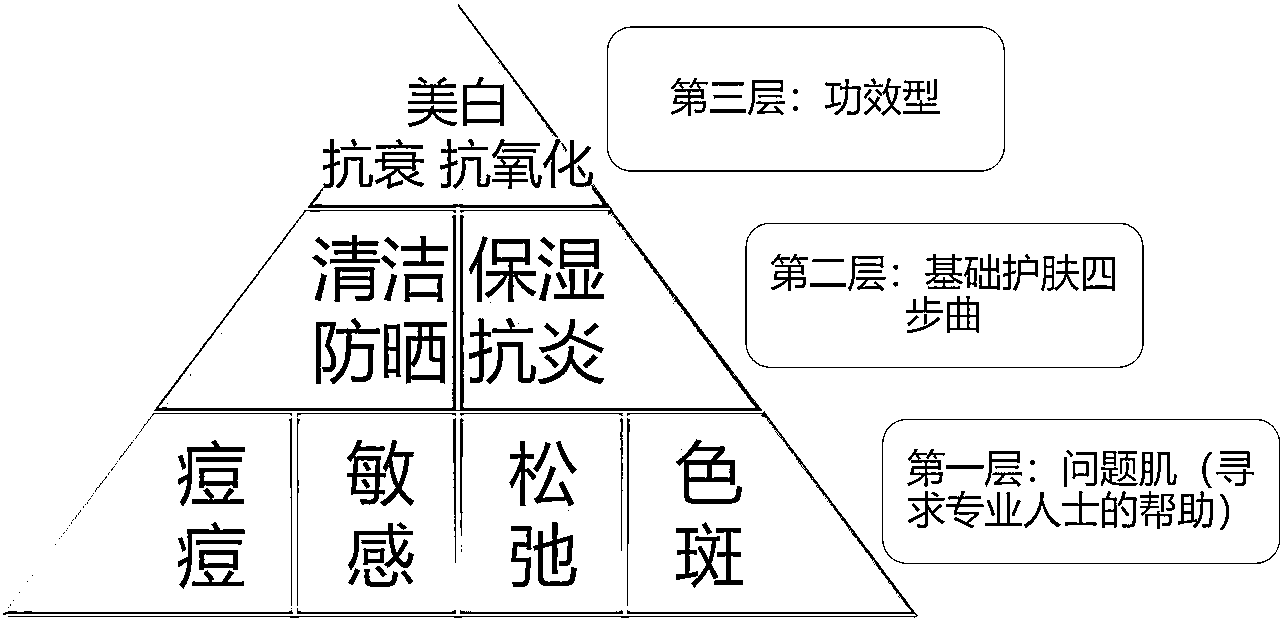 美白
抗衰 抗氧化
第三层：功效型
清洁 保湿
防晒 抗炎
第二层：基础护肤四
步曲
痘痘
敏感
松弛
色斑
第一层：问题肌（寻
求专业人士的帮助）